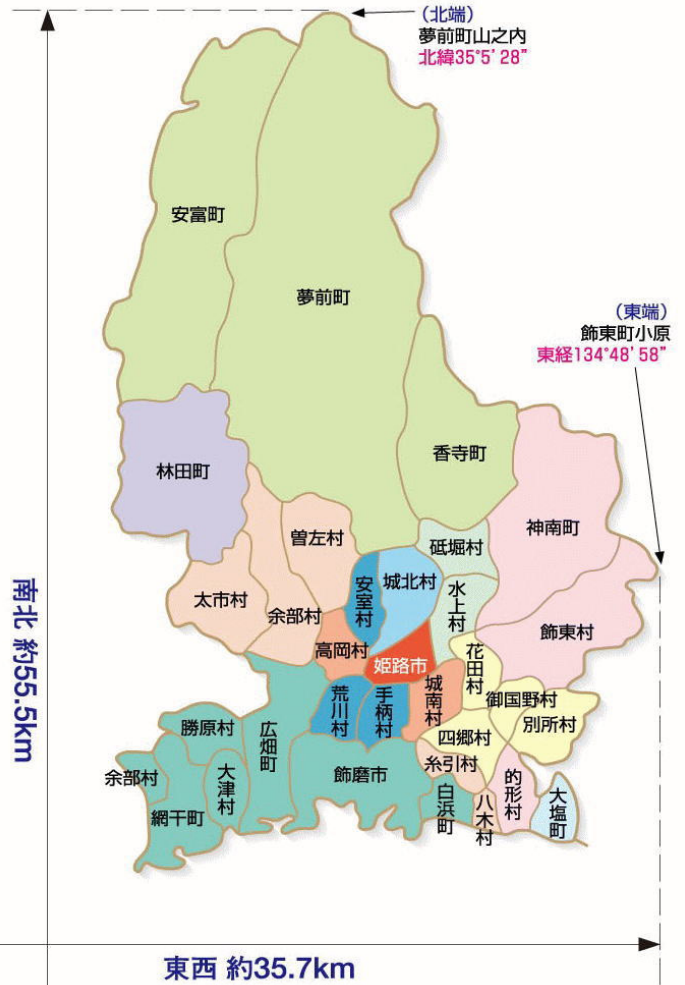 （北端）
夢前町山之内
北緯35°5’28”
安富町
夢前町
（東端）
飾東町小原
東経134°48’58”
香寺町
林田町
神南町
曽左村
砥堀村
安室村
城北村
太市村
余部村
水上村
飾東村
高岡村
姫路市
花田村
荒川村
手柄村
城南村
御国野村
別所村
勝原村
広畑町
四郷村
糸引村
余部村
大津村
飾磨市
白浜町
八木村
的形村
大塩町
網干町
南北 約55.5km
東西 約35.7km